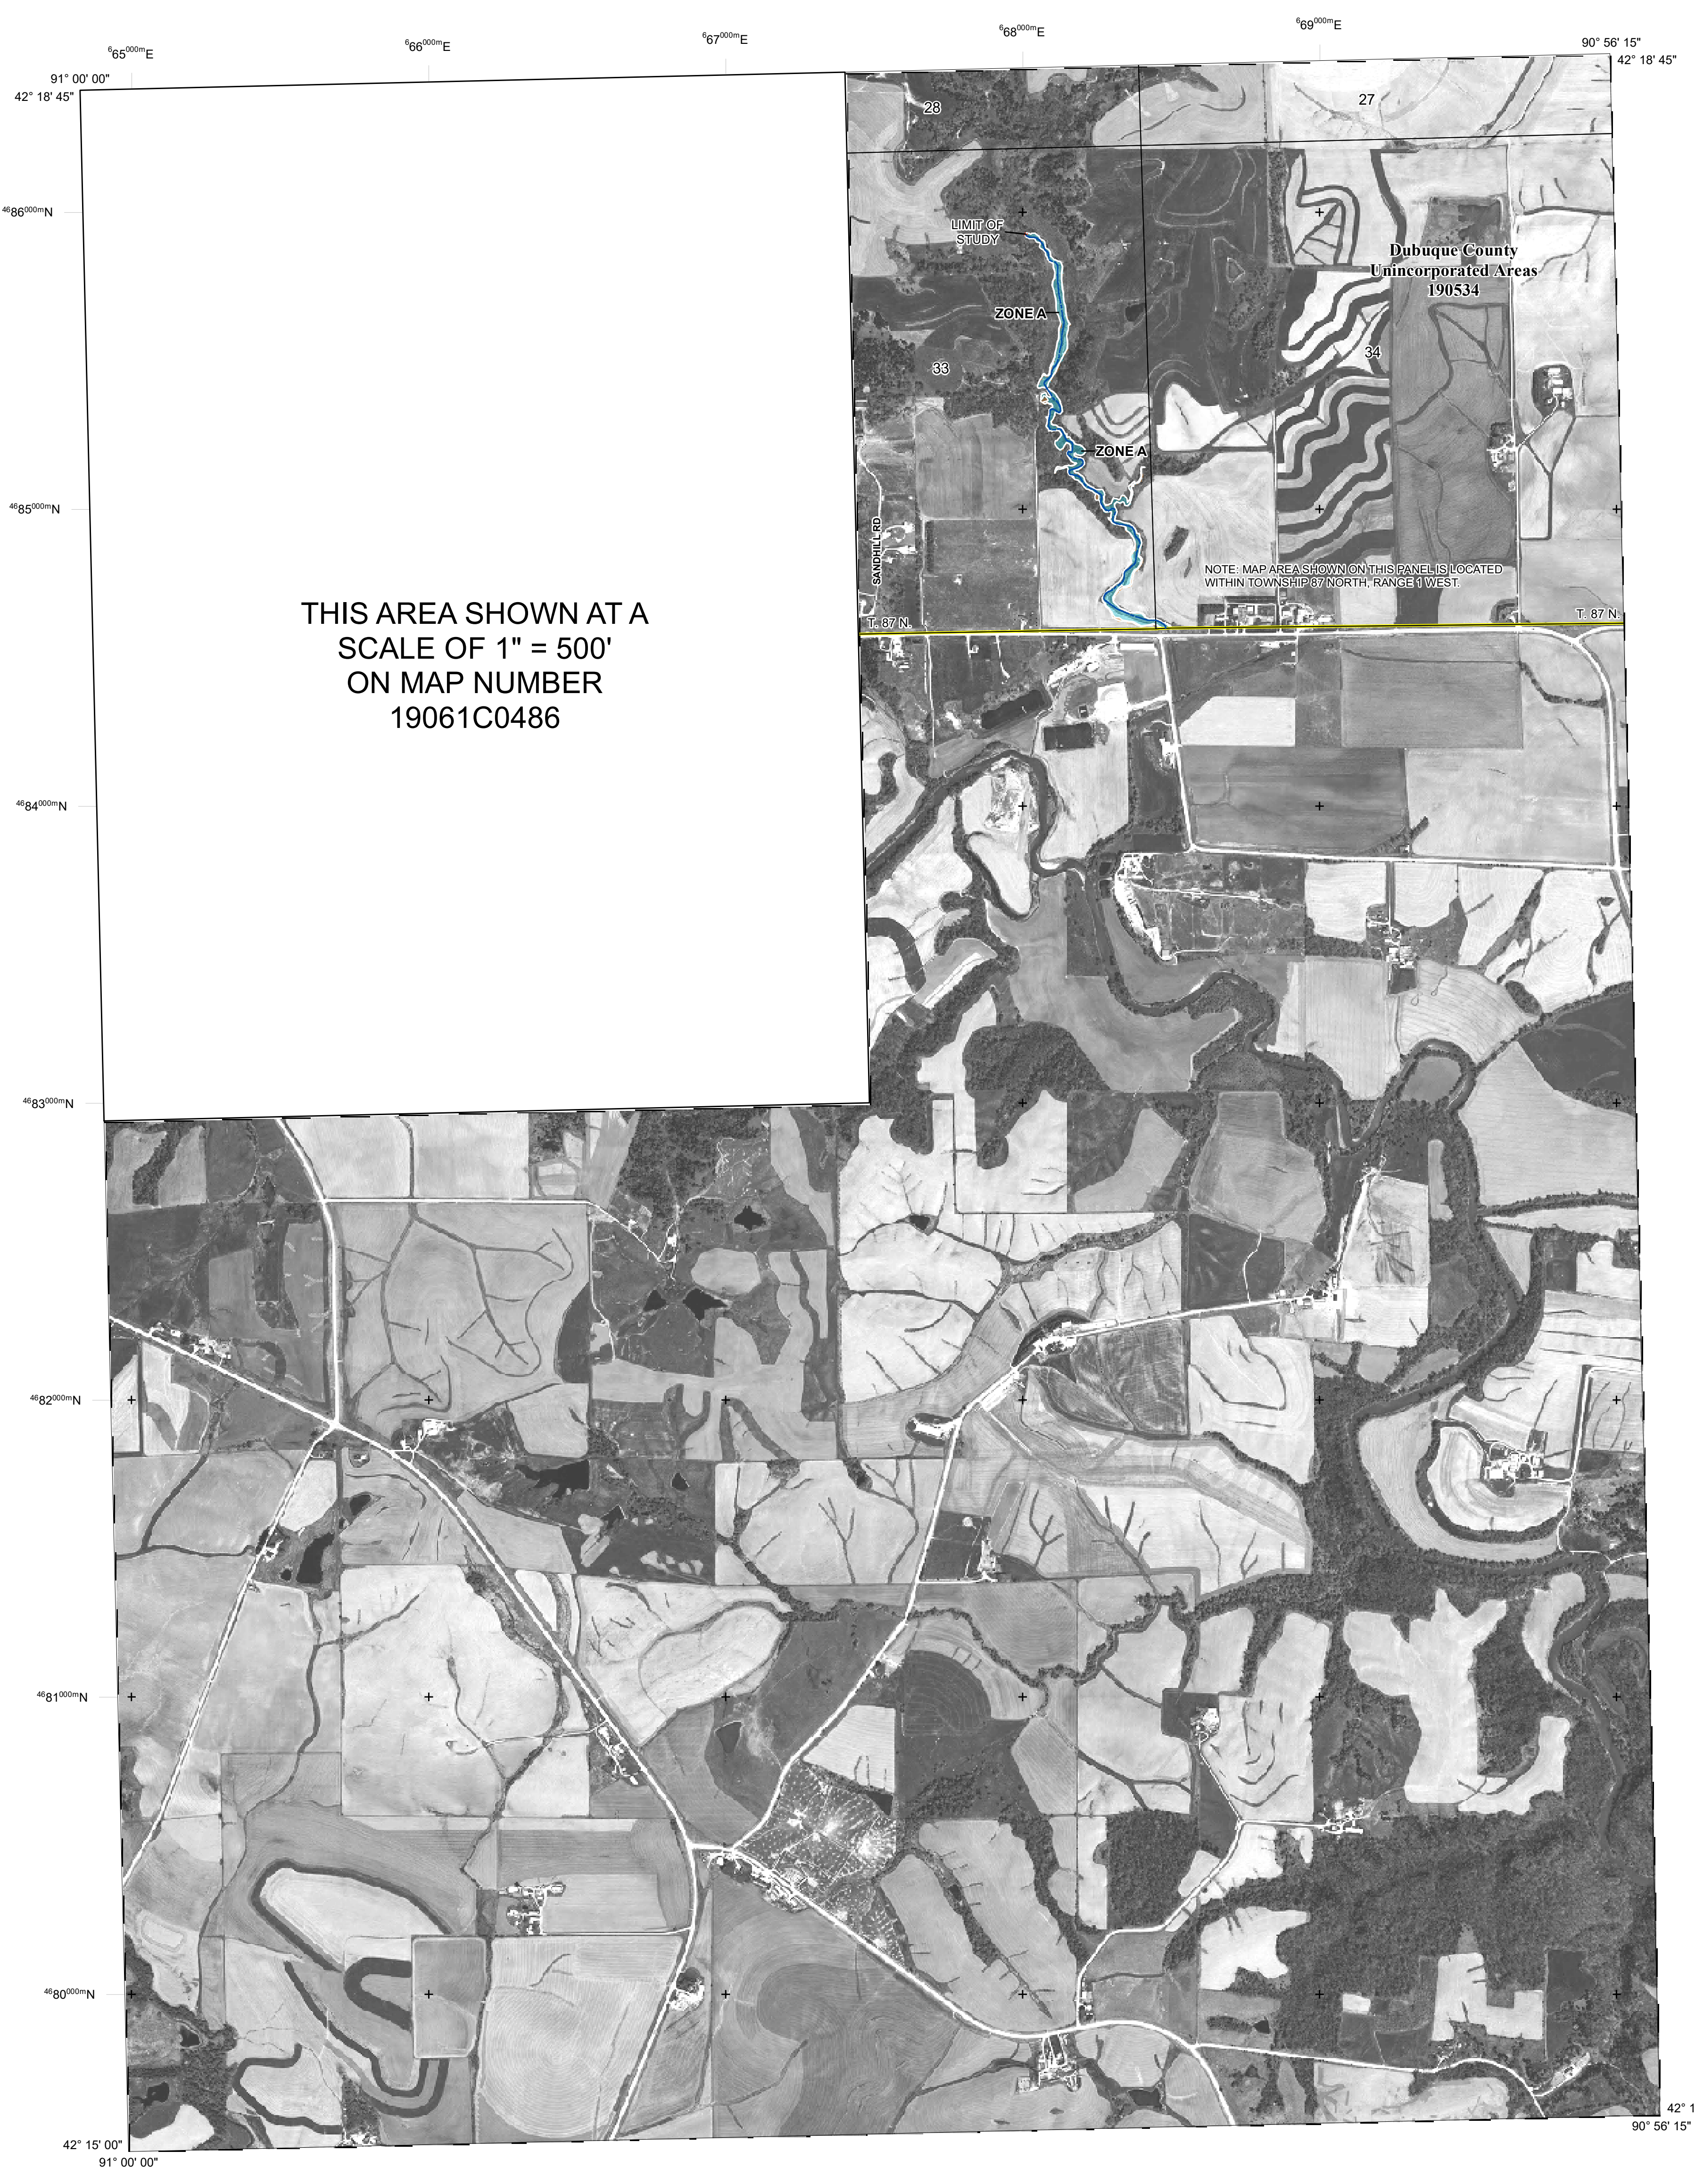 665000mE
666000mE
667000mE
668000mE
669000mE
90° 56' 15"
91° 00' 00"
42° 18' 45"
42° 18' 45"
28
27
4686000mN
LIMIT OF
STUDY
Dubuque County
Unincorporated Areas
190534
ZONE A
33
34
ZONE A
4685000mN
SANDHILL RD
NOTE: MAP AREA SHOWN ON THIS PANEL IS LOCATED
WITHIN TOWNSHIP 87 NORTH, RANGE 1 WEST.
T. 87 N.
T. 87 N.
THIS AREA SHOWN AT A
SCALE OF 1" = 500'
ON MAP NUMBER
19061C0486
4684000mN
4683000mN
4682000mN
4681000mN
4680000mN
42° 1
90° 56' 15"
42° 15' 00"
91° 00' 00"